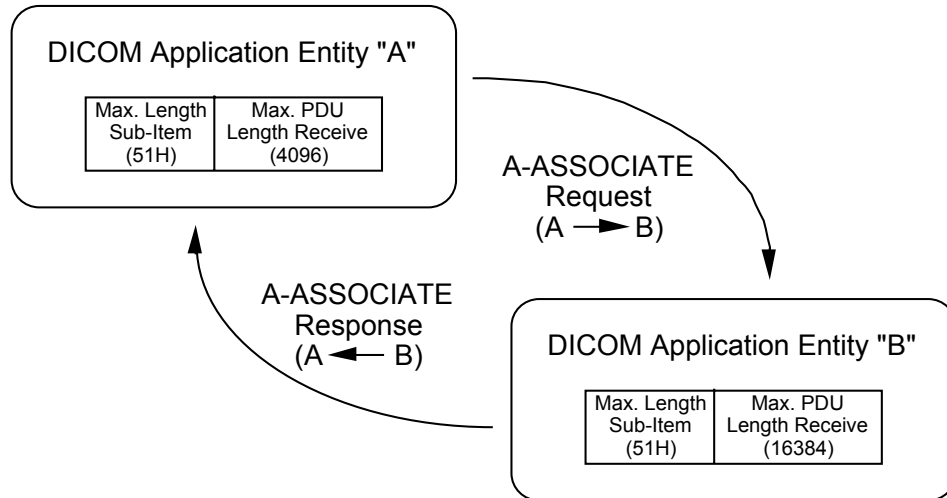 DICOM Application Entity "A"
Max. Length
Sub-Item
(51H)
Max. PDU
Length Receive
(4096)
A-ASSOCIATE
Request
(A B)
A-ASSOCIATE
Response
(A B)
DICOM Application Entity "B"
Max. Length
Sub-Item
(51H)
Max. PDU
Length Receive
(16384)